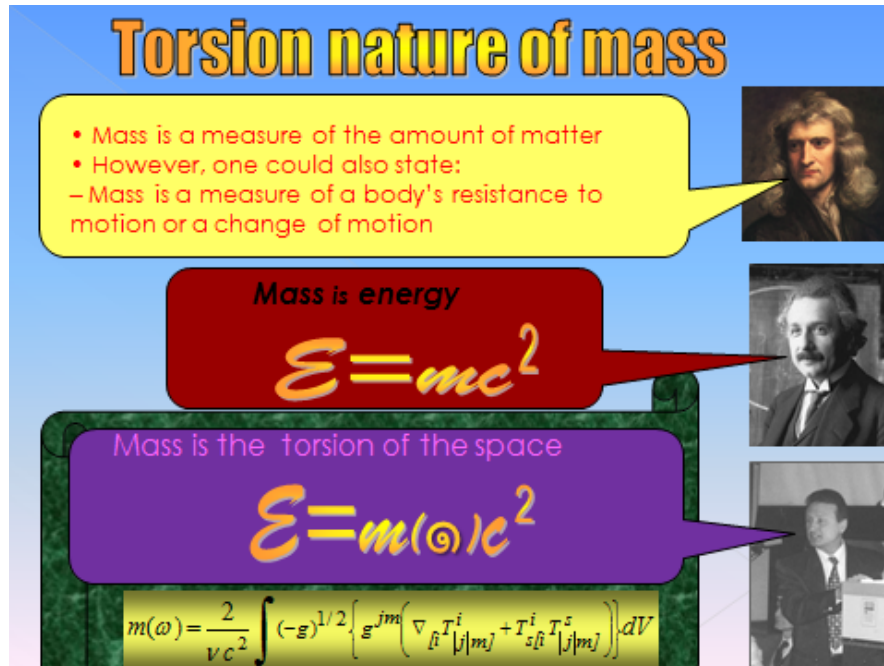 Torsion nature of mass
• Mass is a measure of the amount of matter
• However, one could also state:
– Mass is a measure of a body's resistance to
motion or a change of motion
Mass is energy
E=mc²
Mass is the torsion of the space
E=m(๑)c²
m(ω) = 2/(νc²) ∫ (-g)^{1/2} { g^{jm} ( ∇_{[i} T^i_{|j|m]} + T^i_{s[i} T^s_{|j|m]} ) } dV